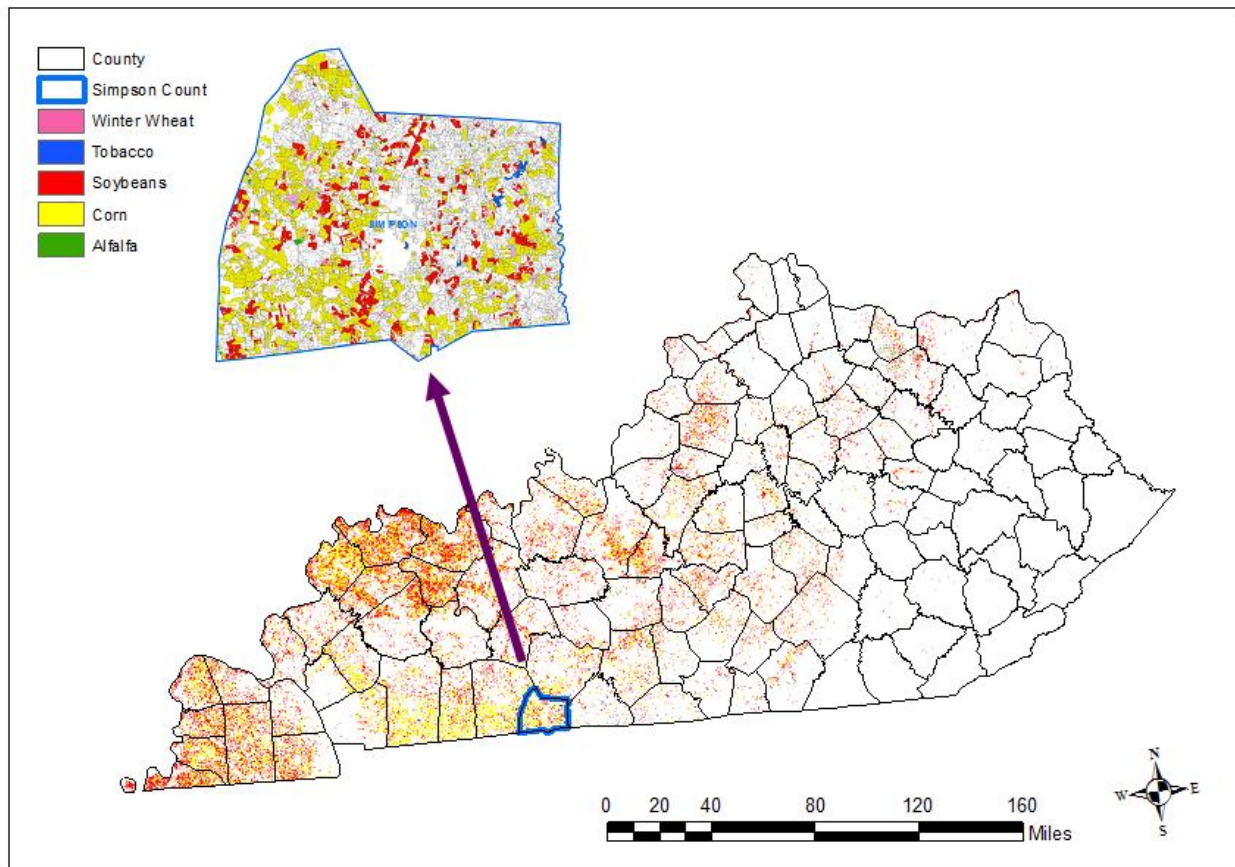 County
Simpson Count
Winter Wheat
Tobacco
Soybeans
Corn
Alfalfa
SIMPSON
N
W E
S
0 20 40 80 120 160
Miles